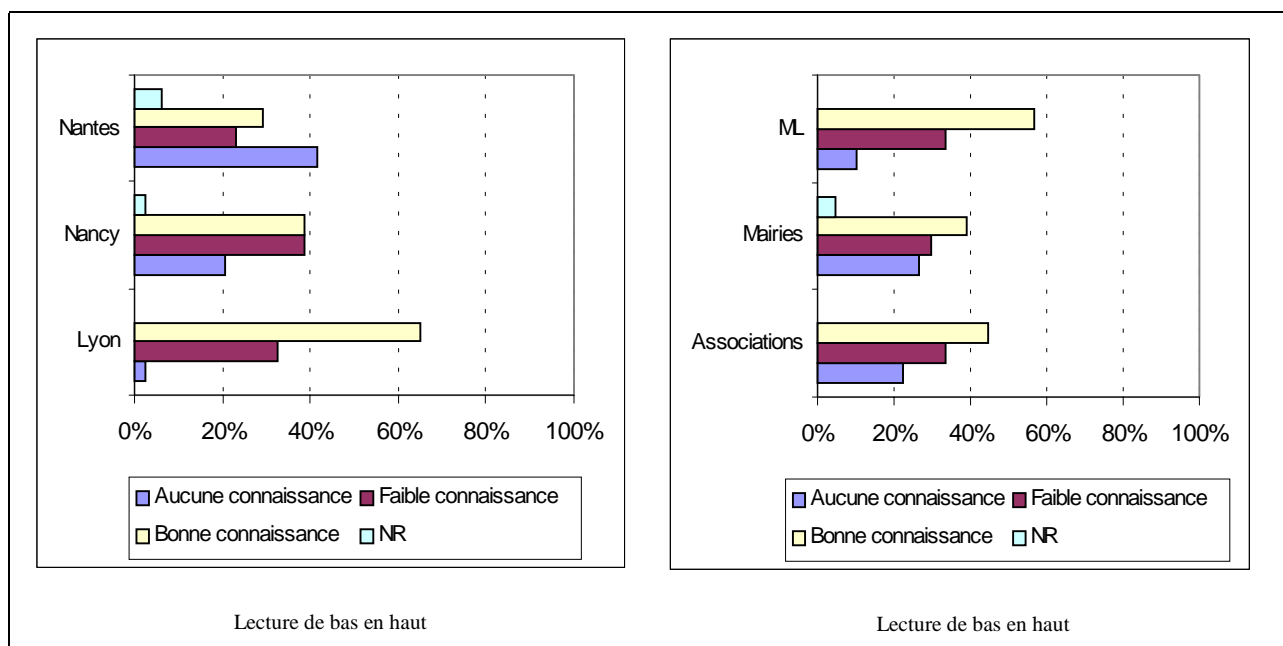 Nantes
Nancy
Lyon
0% 20% 40% 60% 80% 100%
Aucune connaissance Faible connaissance
Bonne connaissance NR
Lecture de bas en haut
ML
Mairies
Associations
0% 20% 40% 60% 80% 100%
Aucune connaissance Faible connaissance
Bonne connaissance NR
Lecture de bas en haut